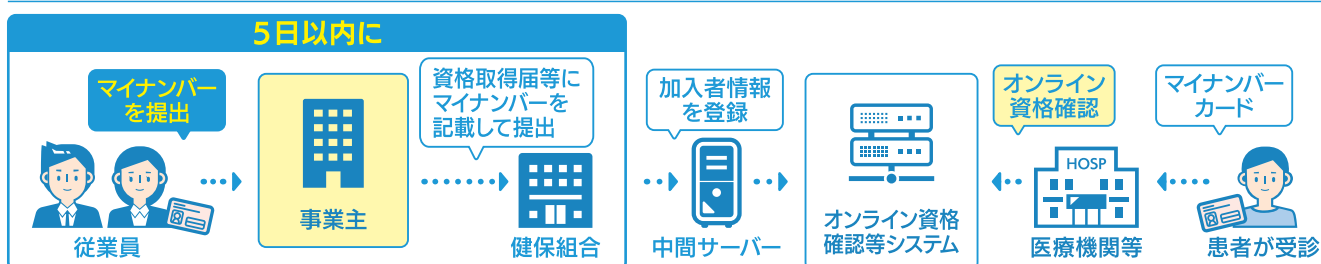 5日以内に
マイナンバー
を提出
従業員
事業主
資格取得届等に
マイナンバーを
記載して提出
健保組合
加入者情報
を登録
中間サーバー
オンライン資格
確認等システム
オンライン
資格確認
HOSP
医療機関等
マイナンバー
カード
患者が受診